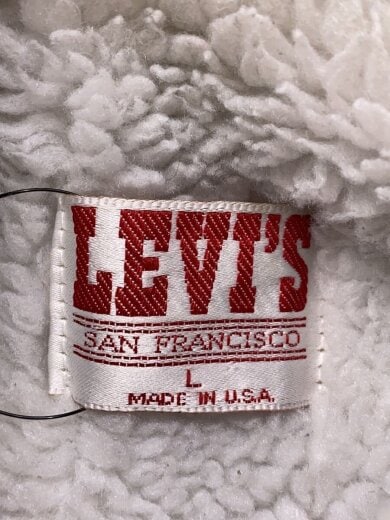 LEVI'S
SAN FRANCISCO
L
MADE IN U.S.A.